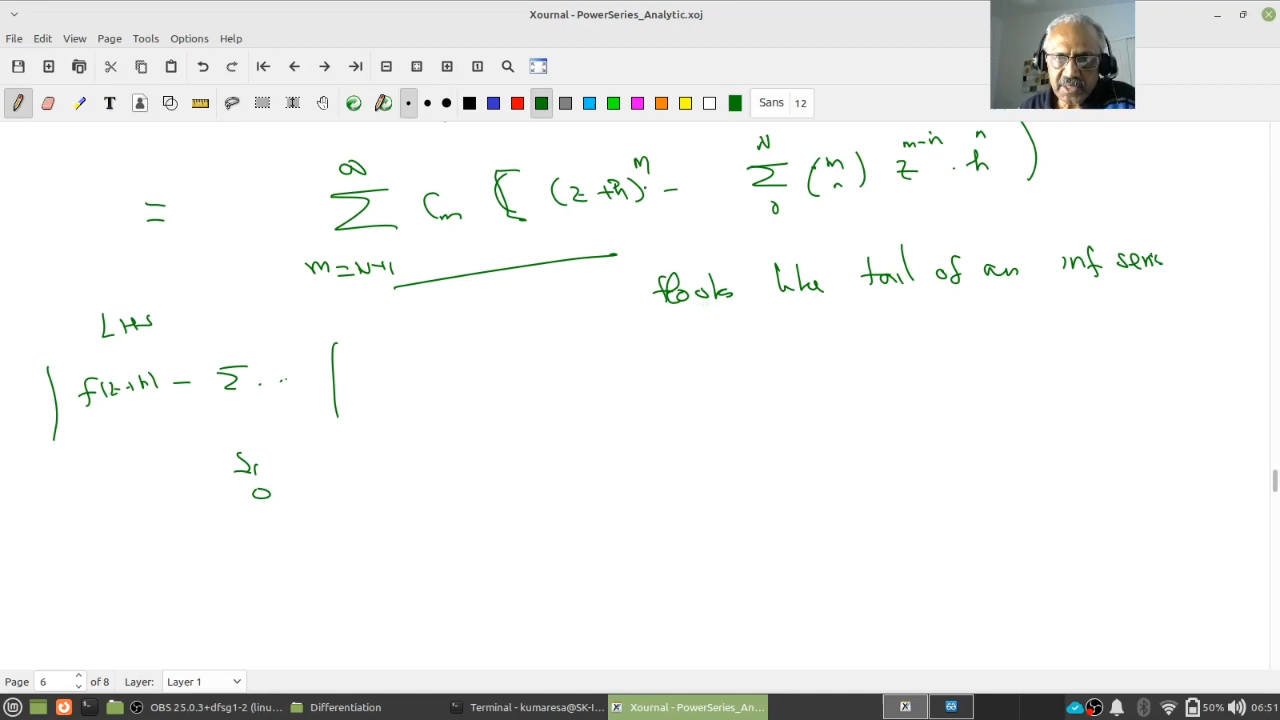 Xournal - PowerSeries_Analytic.xoj
File Edit View Page Tools Options Help
Sans 12
= ∞ Σ m=N+1 Cm [ (z+h)^m - N Σ 0 (m n) z^m-n . h^n )
looks like tail of an inf series
LHS
| f(z+h) - Σ ... |
0
Page 6 of 8 Layer: Layer 1
OBS 25.0.3+dfsg1-2 (linu... Differentiation Terminal - kumaresa@SK-I... Xournal - PowerSeries_An... 50% 06:51